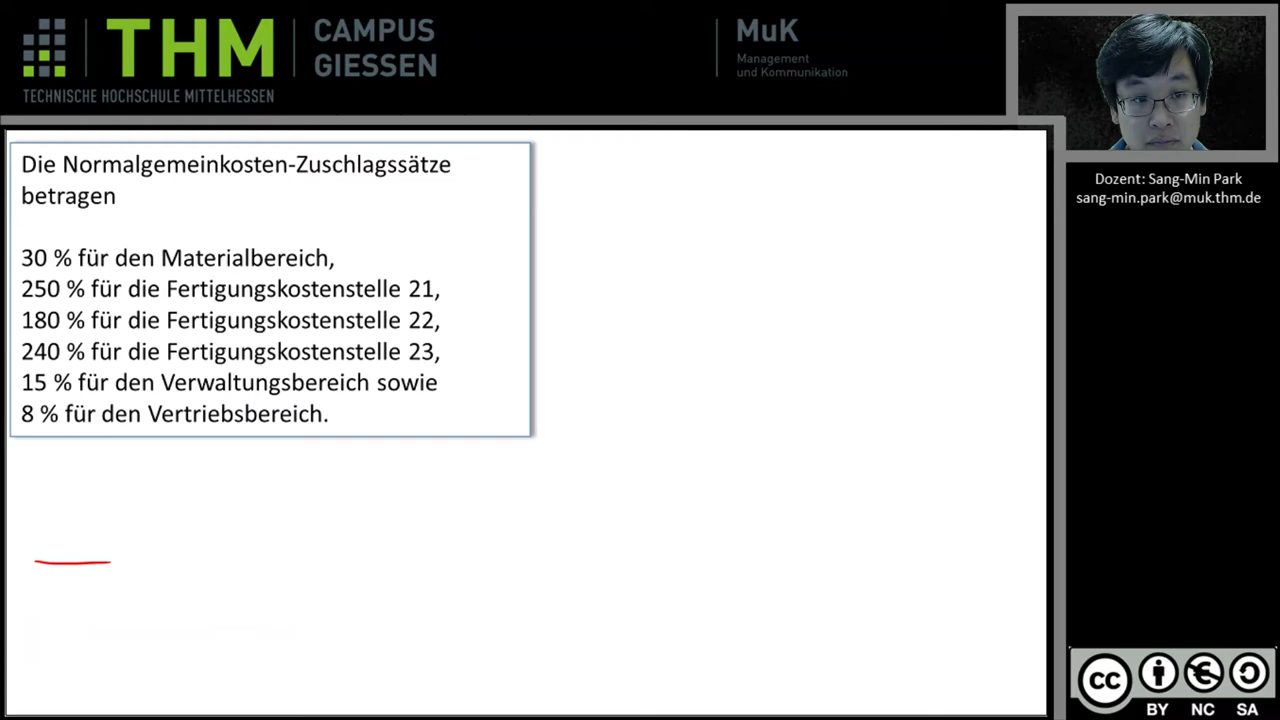 THM
CAMPUS
GIESSEN
TECHNISCHE HOCHSCHULE MITTELHESSEN
MuK
Management
und Kommunikation
Dozent: Sang-Min Park
sang-min.park@muk.thm.de
Die Normalgemeinkosten-Zuschlagssätze
betragen
30 % für den Materialbereich,
250 % für die Fertigungskostenstelle 21,
180 % für die Fertigungskostenstelle 22,
240 % für die Fertigungskostenstelle 23,
15 % für den Verwaltungsbereich sowie
8 % für den Vertriebsbereich.
cc
BY NC SA